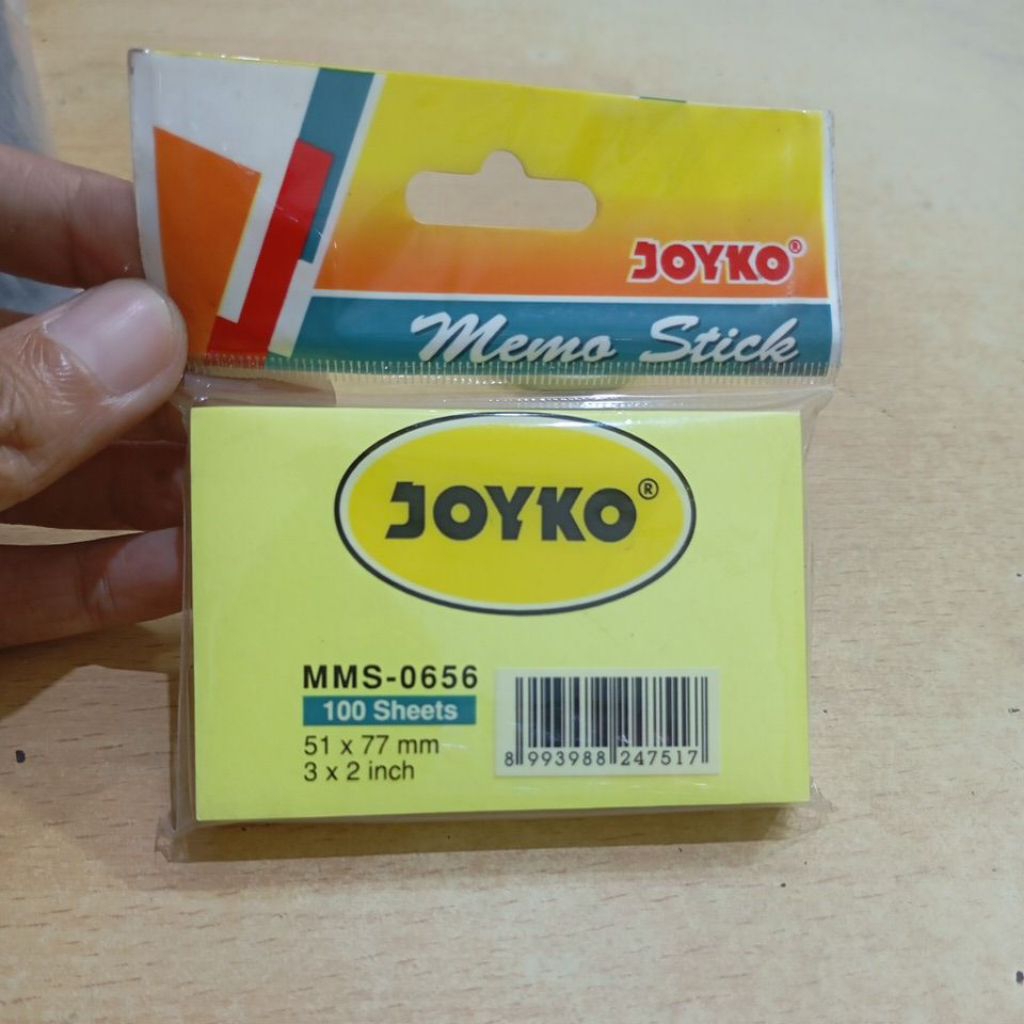 JOYKO®
Memo Stick
JOYKO®
MMS-0656
100 Sheets
51 x 77 mm
3 x 2 inch
8 993988 247517